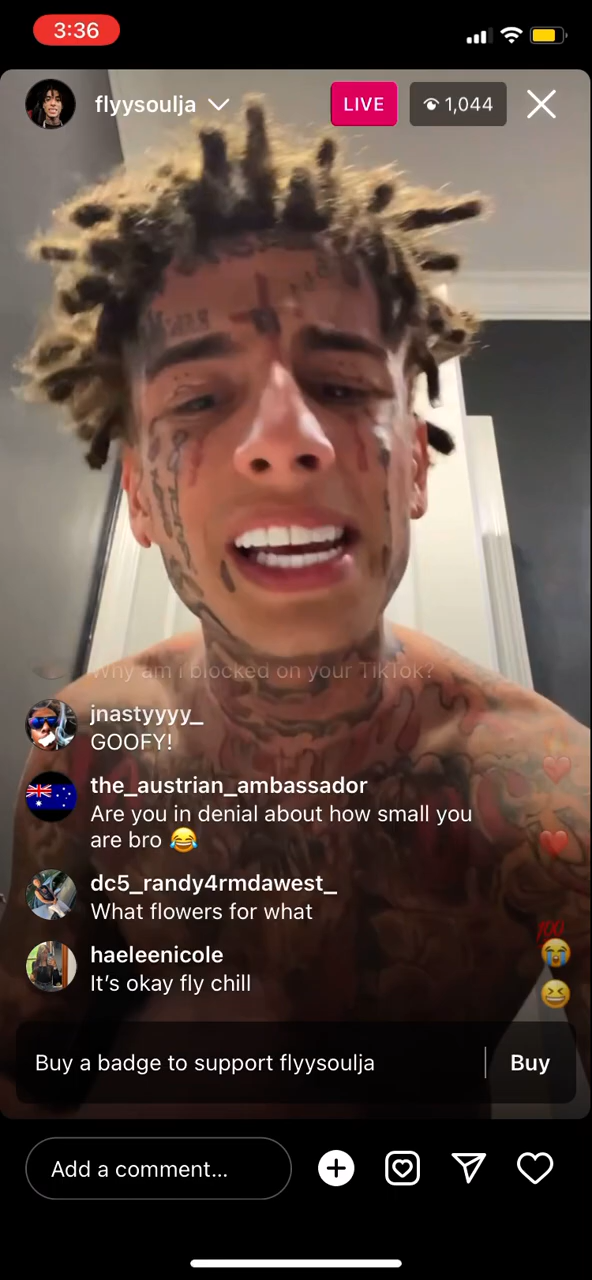 3:36
flyysoulja
LIVE
1,044
Why am i blocked on your TikTok?
jnastyyyy_
GOOFY!
the_austrian_ambassador
Are you in denial about how small you
are bro 😂
dc5_randy4rmdawest_
What flowers for what
haeleenicole
It's okay fly chill
100
Buy a badge to support flyysoulja
Buy
Add a comment...